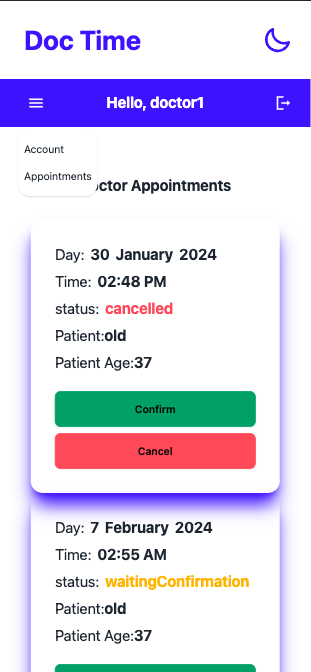 Doc Time
Hello, doctor1
Account
Appointments
ctor Appointments
Day: 30 January 2024
Time: 02:48 PM
status: cancelled
Patient:old
Patient Age:37
Confirm
Cancel
Day: 7 February 2024
Time: 02:55 AM
status: waitingConfirmation
Patient:old
Patient Age:37